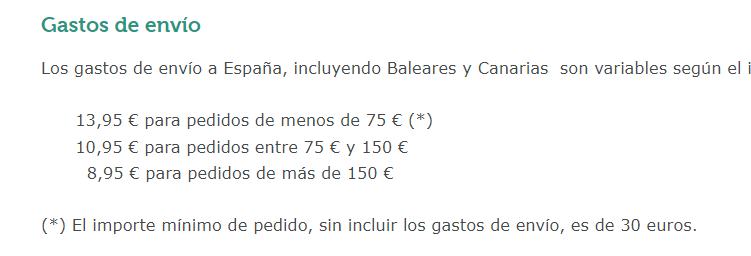 Gastos de envío
Los gastos de envío a España, incluyendo Baleares y Canarias  son variables según el i
13,95 € para pedidos de menos de 75 € (*)
10,95 € para pedidos entre 75 € y 150 €
8,95 € para pedidos de más de 150 €
(*) El importe mínimo de pedido, sin incluir los gastos de envío, es de 30 euros.